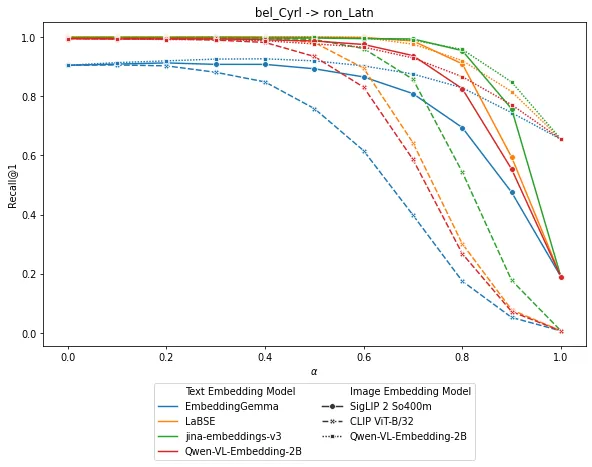 bel_Cyrl -> ron_Latn
Recall@1
1.0
0.8
0.6
0.4
0.2
0.0
0.0 0.2 0.4 0.6 0.8 1.0
α
Text Embedding Model
EmbeddingGemma
LaBSE
jina-embeddings-v3
Qwen-VL-Embedding-2B
Image Embedding Model
SigLIP 2 So400m
CLIP ViT-B/32
Qwen-VL-Embedding-2B